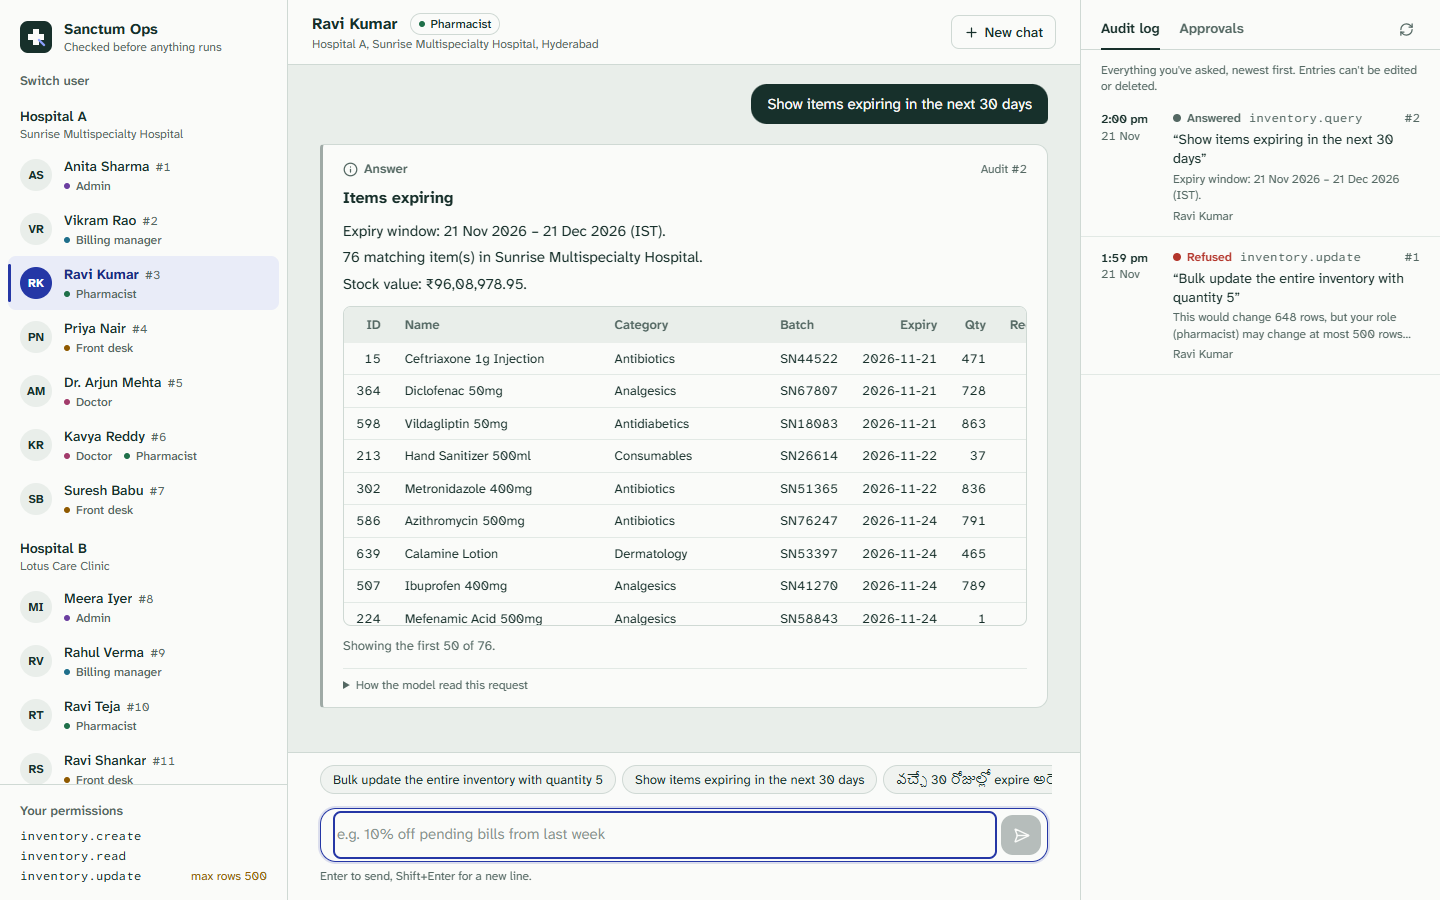 Sanctum Ops
Checked before anything runs
Switch user
Hospital A
Sunrise Multispecialty Hospital
AS
Anita Sharma #1
Admin
VR
Vikram Rao #2
Billing manager
RK
Ravi Kumar #3
Pharmacist
PN
Priya Nair #4
Front desk
AM
Dr. Arjun Mehta #5
Doctor
KR
Kavya Reddy #6
Doctor Pharmacist
SB
Suresh Babu #7
Front desk
Hospital B
Lotus Care Clinic
MI
Meera Iyer #8
Admin
RV
Rahul Verma #9
Billing manager
RT
Ravi Teja #10
Pharmacist
RS
Ravi Shankar #11
Front desk
Your permissions
inventory.create
inventory.read
inventory.update max rows 500
Ravi Kumar Pharmacist
Hospital A, Sunrise Multispecialty Hospital, Hyderabad
+ New chat
Show items expiring in the next 30 days
Answer Audit #2
Items expiring
Expiry window: 21 Nov 2026 – 21 Dec 2026 (IST).
76 matching item(s) in Sunrise Multispecialty Hospital.
Stock value: ₹96,08,978.95.
ID Name Category Batch Expiry Qty Re
15 Ceftriaxone 1g Injection Antibiotics SN44522 2026-11-21 471
364 Diclofenac 50mg Analgesics SN67807 2026-11-21 728
598 Vildagliptin 50mg Antidiabetics SN18083 2026-11-21 863
213 Hand Sanitizer 500ml Consumables SN26614 2026-11-22 37
302 Metronidazole 400mg Antibiotics SN51365 2026-11-22 836
586 Azithromycin 500mg Antibiotics SN76247 2026-11-24 791
639 Calamine Lotion Dermatology SN53397 2026-11-24 465
507 Ibuprofen 400mg Analgesics SN41270 2026-11-24 789
224 Mefenamic Acid 500mg Analgesics SN58843 2026-11-24 1
Showing the first 50 of 76.
How the model read this request
Bulk update the entire inventory with quantity 5
Show items expiring in the next 30 days
వచ్చే 30 రోజుల్లో expire
e.g. 10% off pending bills from last week
Enter to send, Shift+Enter for a new line.
Audit log Approvals
Everything you've asked, newest first. Entries can't be edited
or deleted.
2:00 pm
21 Nov
Answered inventory.query #2
“Show items expiring in the next 30
days”
Expiry window: 21 Nov 2026 – 21 Dec 2026
(IST).
Ravi Kumar
1:59 pm
21 Nov
Refused inventory.update #1
“Bulk update the entire inventory with
quantity 5”
This would change 648 rows, but your role
(pharmacist) may change at most 500 rows…
Ravi Kumar